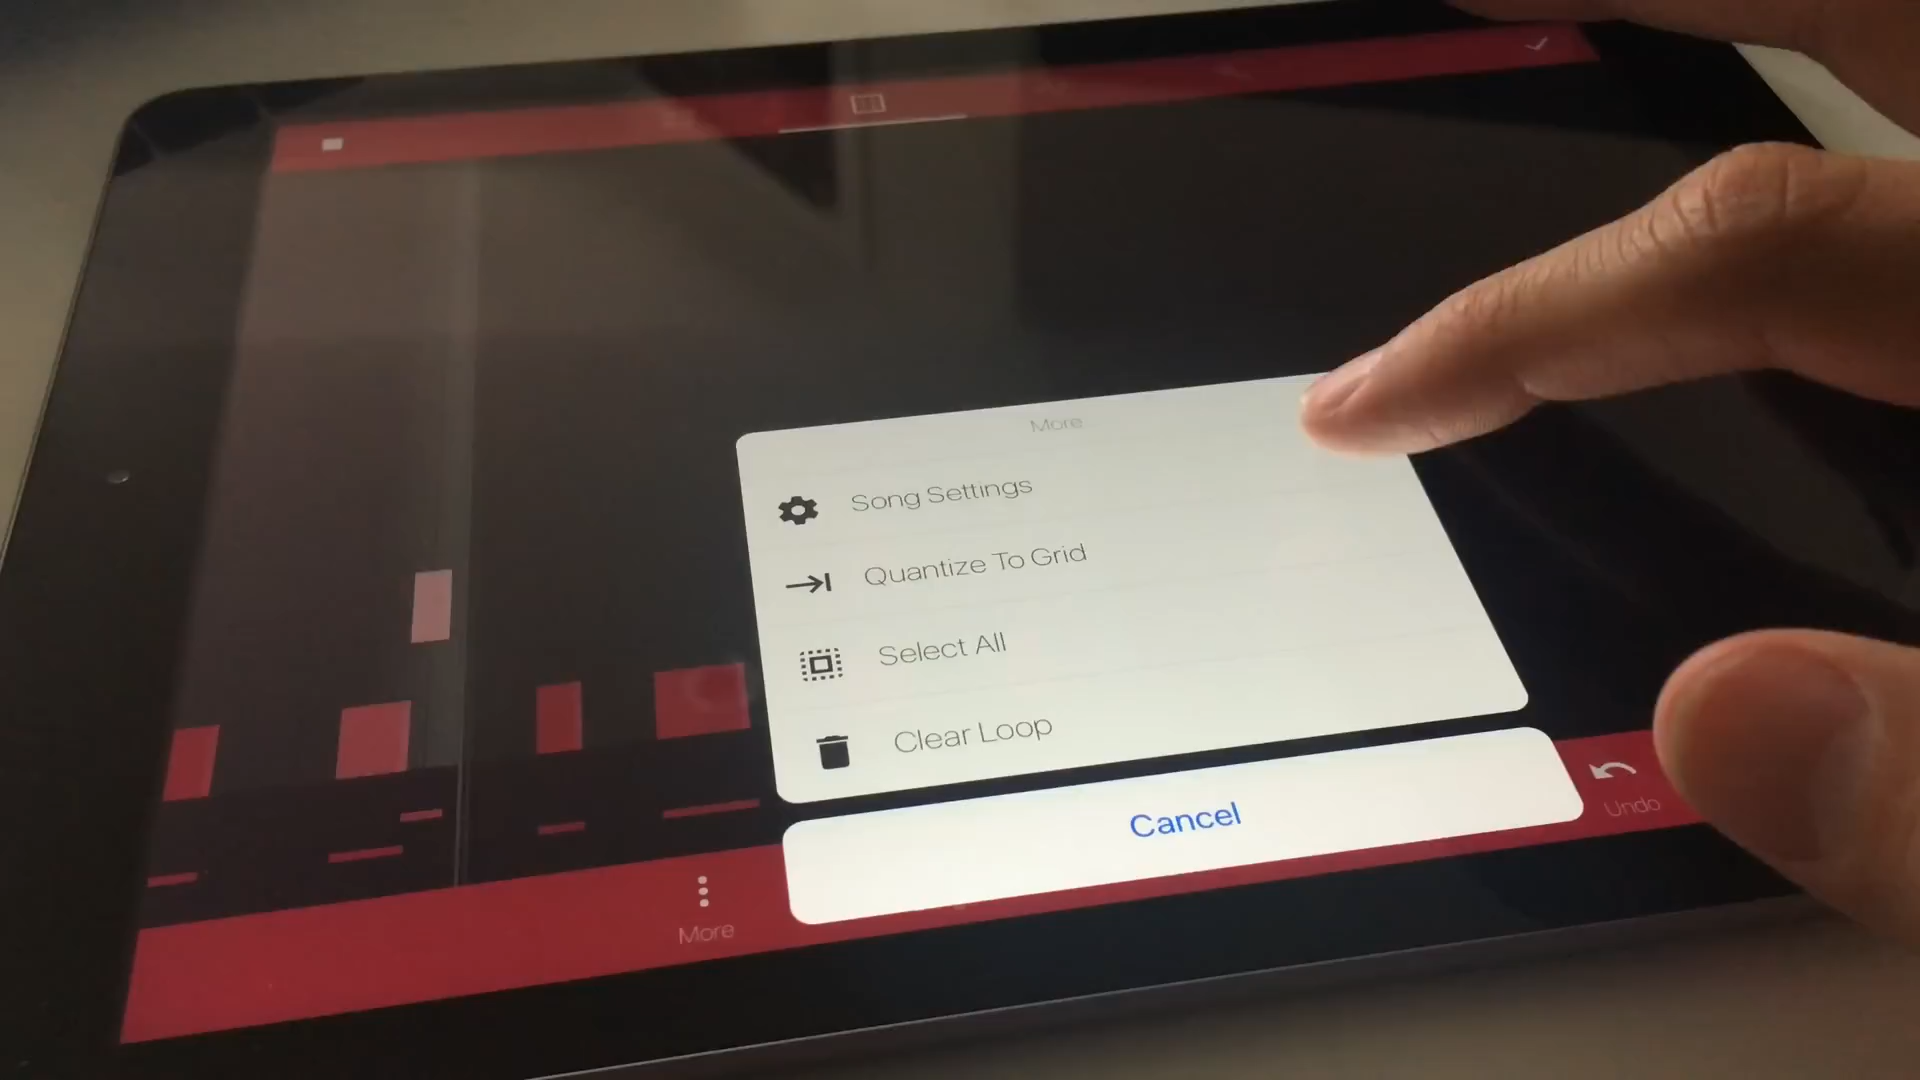 More
Song Settings
Quantize To Grid
Select All
Clear Loop
Cancel
Undo
More